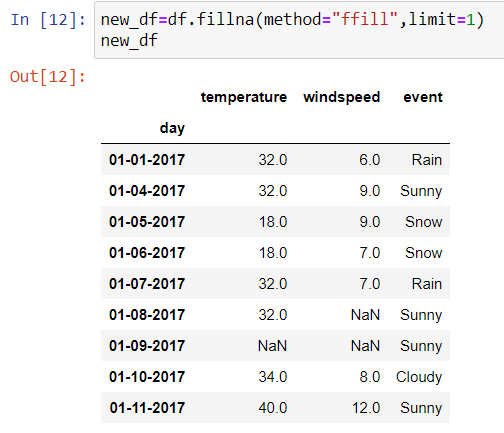 In [12]: new_df=df.fillna(method="ffill",limit=1)
new_df
Out[12]:
temperature windspeed event
day
01-01-2017 32.0 6.0 Rain
01-04-2017 32.0 9.0 Sunny
01-05-2017 18.0 9.0 Snow
01-06-2017 18.0 7.0 Snow
01-07-2017 32.0 7.0 Rain
01-08-2017 32.0 NaN Sunny
01-09-2017 NaN NaN Sunny
01-10-2017 34.0 8.0 Cloudy
01-11-2017 40.0 12.0 Sunny